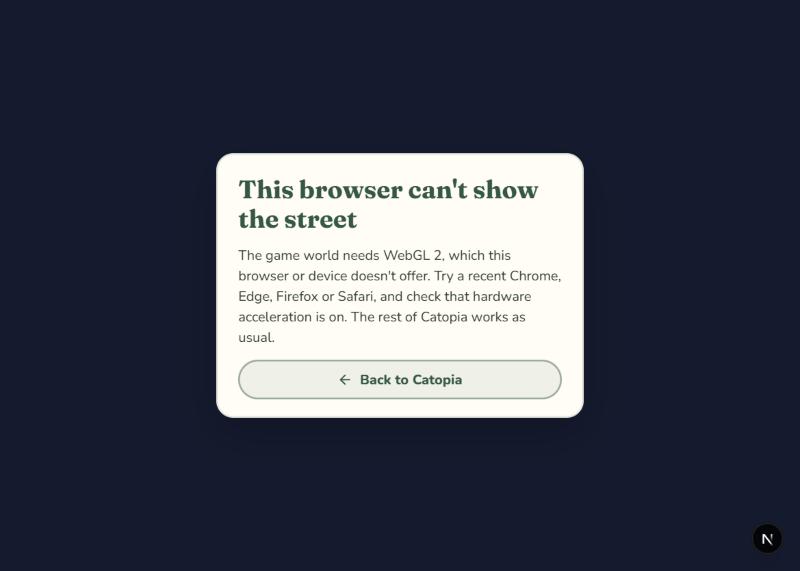 This browser can't show
the street
The game world needs WebGL 2, which this
browser or device doesn't offer. Try a recent Chrome,
Edge, Firefox or Safari, and check that hardware
acceleration is on. The rest of Catopia works as
usual.
← Back to Catopia
N